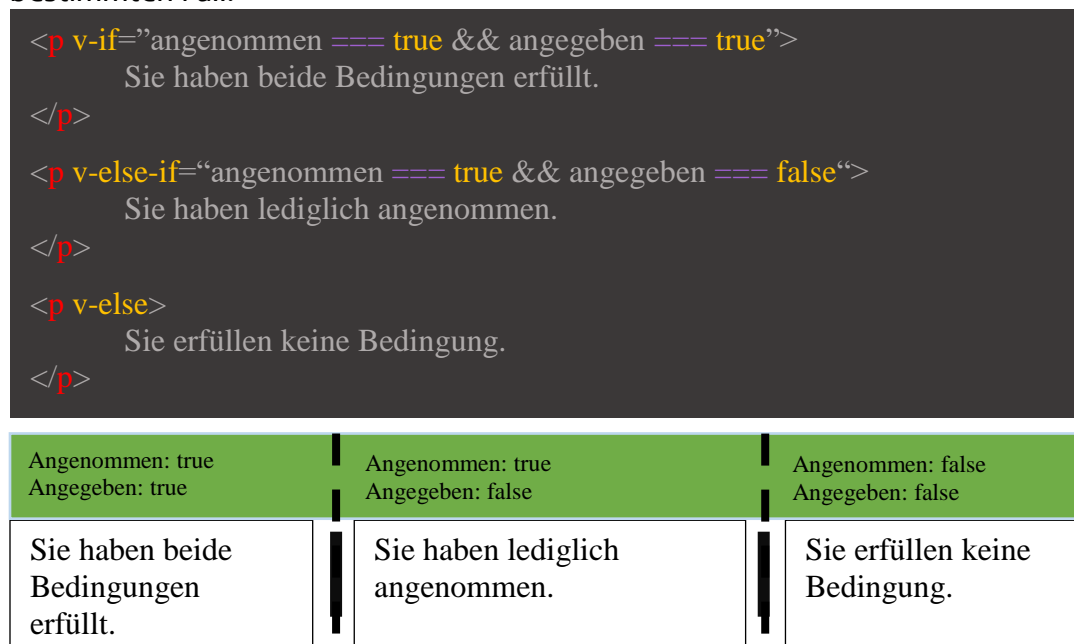 <p v-if=”angenommen === true && angegeben === true”>
Sie haben beide Bedingungen erfüllt.
</p>
<p v-else-if=“angenommen === true && angegeben === false“>
Sie haben lediglich angenommen.
</p>
<p v-else>
Sie erfüllen keine Bedingung.
</p>
Angenommen: true
Angegeben: true
Angenommen: true
Angegeben: false
Angenommen: false
Angegeben: false
Sie haben beide
Bedingungen
erfüllt.
Sie haben lediglich
angenommen.
Sie erfüllen keine
Bedingung.